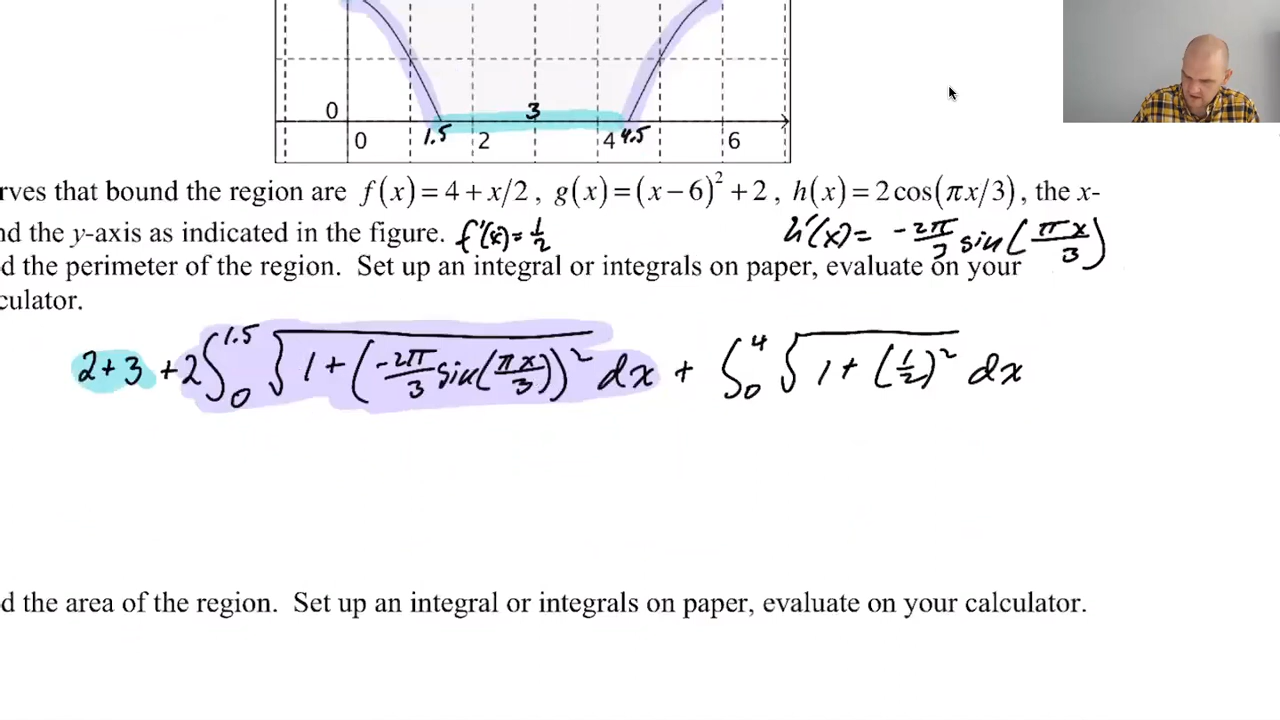 3
0
0 1.5 2 4 4.5 6
rves that bound the region are f(x)=4+x/2, g(x)=(x−6)²+2, h(x)=2cos(πx/3), the x-
nd the y-axis as indicated in the figure. f'(x)=1/2 h'(x)= -2π/3 sin(πx/3)
d the perimeter of the region. Set up an integral or integrals on paper, evaluate on your
culator.
2+3 +2∫₀^1.5 √(1+(-2π/3 sin(πx/3))²) dx + ∫₀^4 √(1+(1/2)²) dx
d the area of the region. Set up an integral or integrals on paper, evaluate on your calculator.